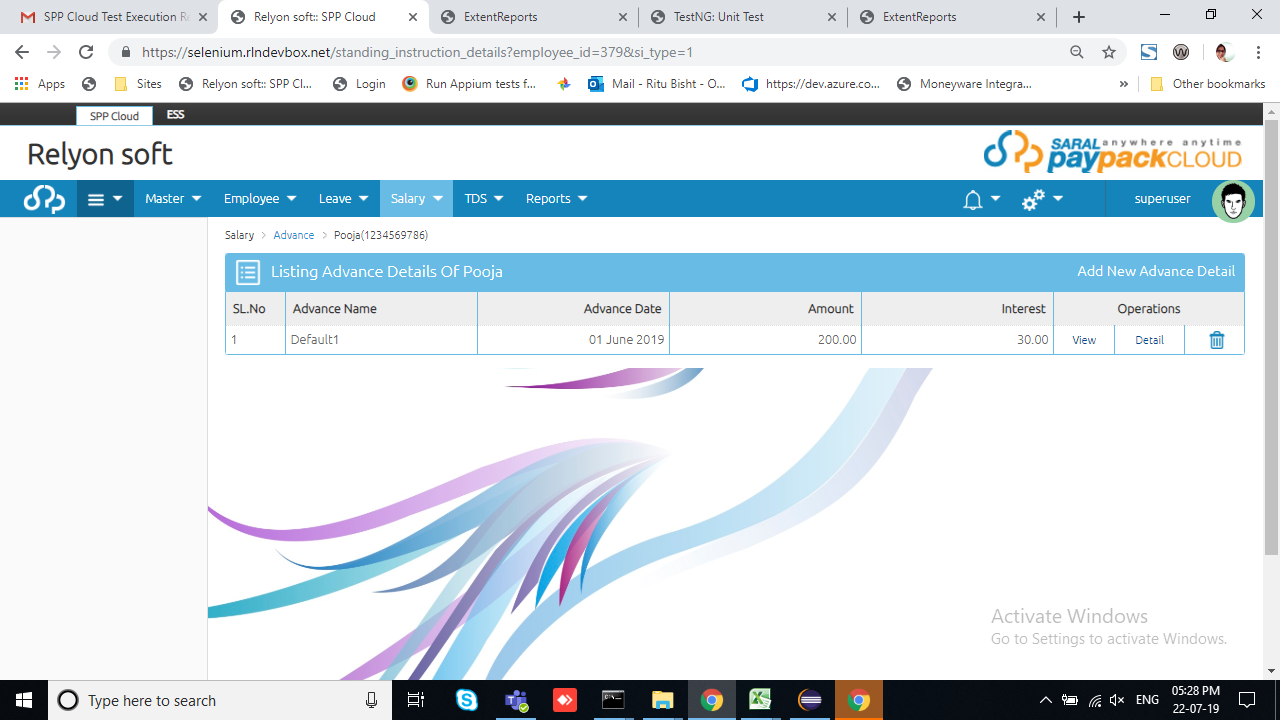 SPP Cloud Test Execution Re
Relyon soft:: SPP Cloud
ExtentReports
TestNG: Unit Test
ExtentReports
https://selenium.rlndevbox.net/standing_instruction_details?employee_id=379&si_type=1
Apps
Sites
Relyon soft:: SPP Cl...
Login
Run Appium tests f...
Mail - Ritu Bisht - O...
https://dev.azure.co...
Moneyware Integra...
»
Other bookmarks
SPP Cloud
ESS
Relyon soft
SARAL anywhere anytime
paypackCLOUD
Master
Employee
Leave
Salary
TDS
Reports
superuser
Salary > Advance > Pooja(1234569786)
Listing Advance Details Of Pooja
Add New Advance Detail
SL.No Advance Name Advance Date Amount Interest Operations
1 Default1 01 June 2019 200.00 30.00 View Detail
Activate Windows
Go to Settings to activate Windows.
Type here to search
ENG
05:28 PM
22-07-19